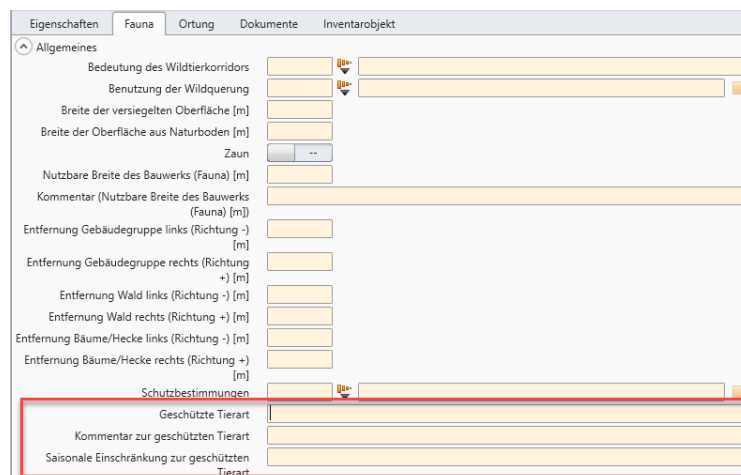 Eigenschaften Fauna Ortung Dokumente Inventarobjekt
Allgemeines
Bedeutung des Wildtierkorridors
Benutzung der Wildquerung
Breite der versiegelten Oberfläche [m]
Breite der Oberfläche aus Naturboden [m]
Zaun --
Nutzbare Breite des Bauwerks (Fauna) [m]
Kommentar (Nutzbare Breite des Bauwerks
(Fauna) [m])
Entfernung Gebäudegruppe links (Richtung -)
[m]
Entfernung Gebäudegruppe rechts (Richtung
+) [m]
Entfernung Wald links (Richtung -) [m]
Entfernung Wald rechts (Richtung +) [m]
Entfernung Bäume/Hecke links (Richtung -) [m]
Entfernung Bäume/Hecke rechts (Richtung +)
[m]
Schutzbestimmungen
Geschützte Tierart
Kommentar zur geschützten Tierart
Saisonale Einschränkung zur geschützten
Tierart